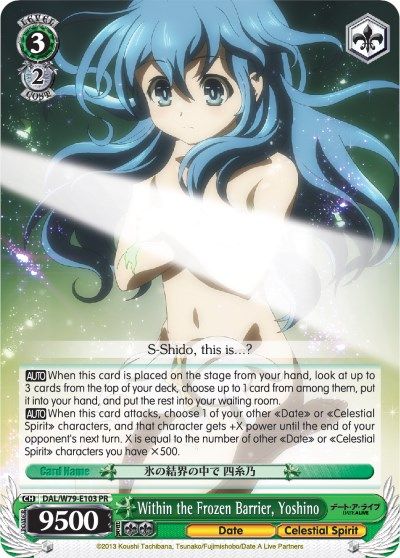 LEVEL
3
2
COST
S-Shido, this is...?
AUTO When this card is placed on the stage from your hand, look at up to
3 cards from the top of your deck, choose up to 1 card from among them, put
it into your hand, and put the rest into your waiting room.
AUTO When this card attacks, choose 1 of your other «Date» or «Celestial
Spirit» characters, and that character gets +X power until the end of your
opponent's next turn. X is equal to the number of other «Date» or «Celestial
Spirit» characters you have ×500.
Card Name 氷の結界の中で 四糸乃
CH DAL/W79-E103 PR
POWER 9500 Within the Frozen Barrier, Yoshino デート・ア・ライブ DATE A LIVE
Date Celestial Spirit
©2013 Koushi Tachibana, Tsunako/Fujimishobo/Date A Live Partners